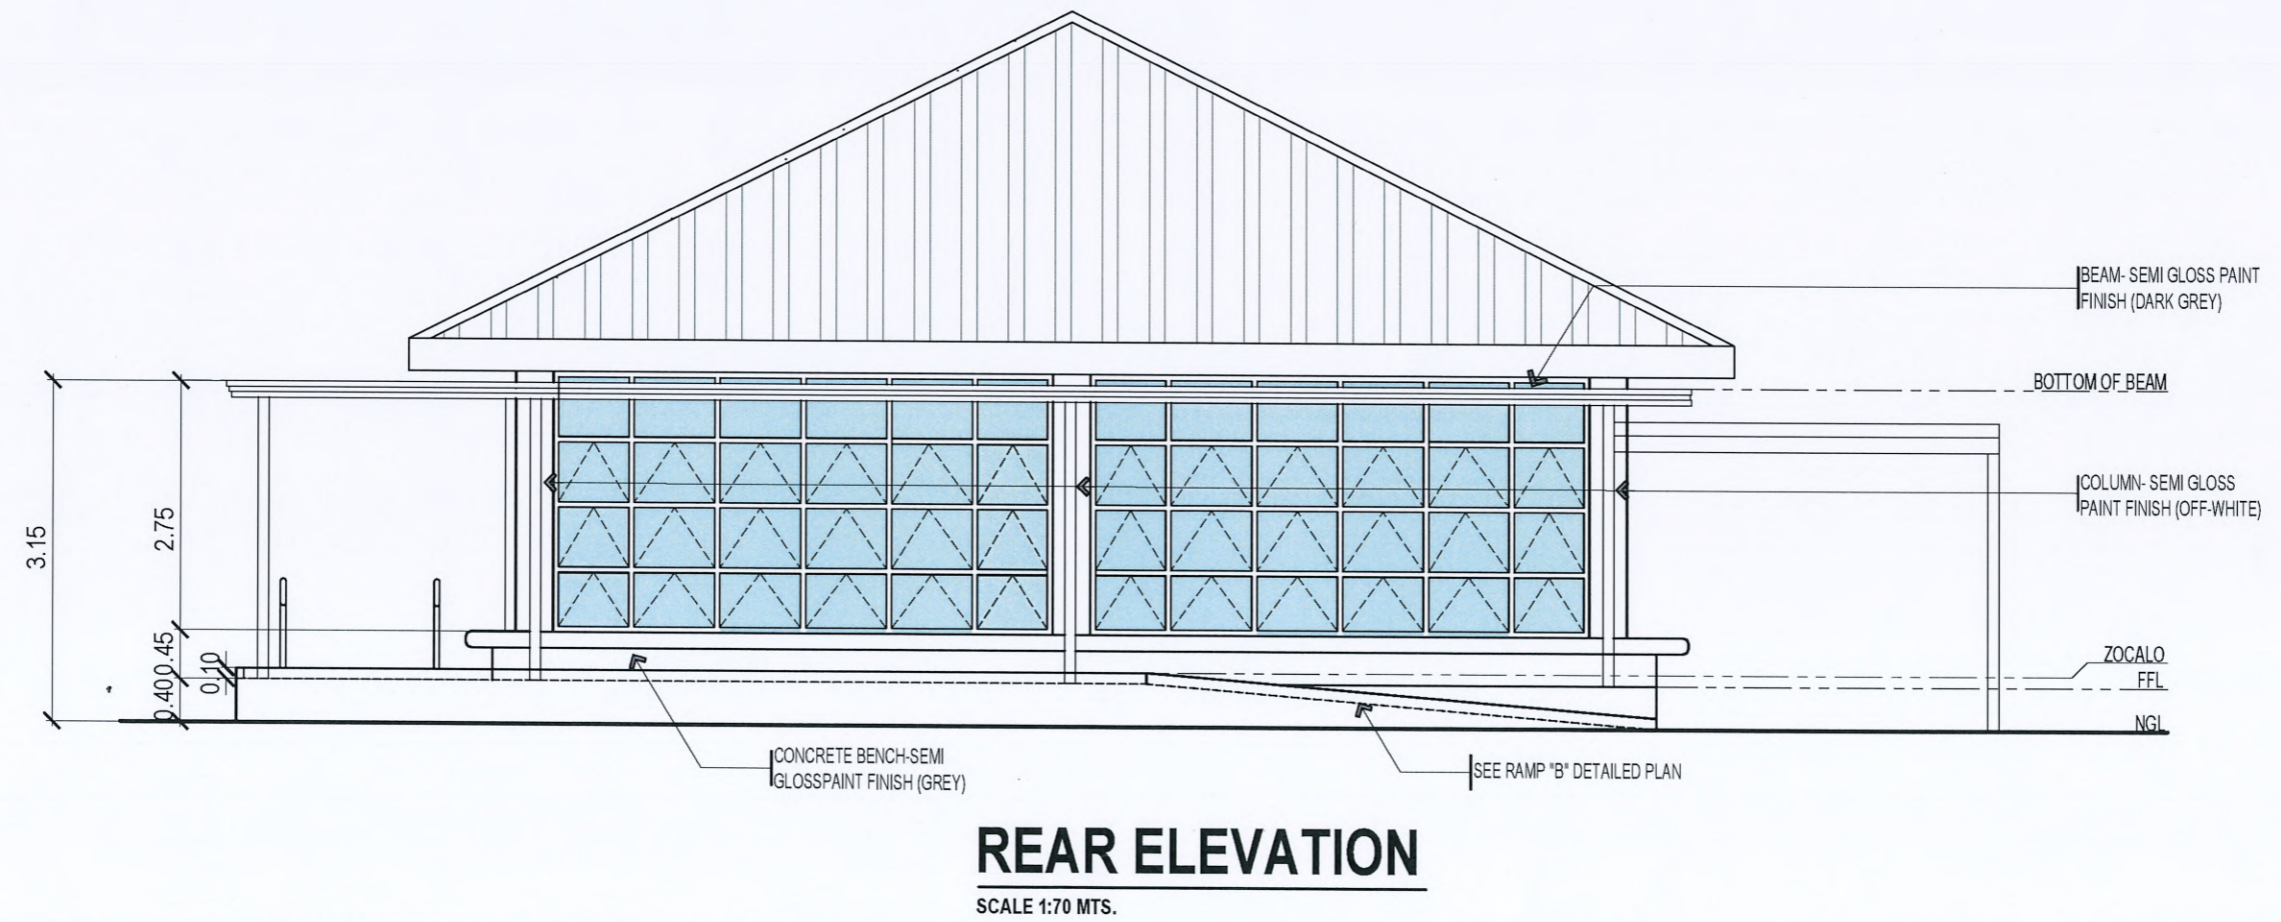 BEAM- SEMI GLOSS PAINT
FINISH (DARK GREY)
BOTTOM OF BEAM
COLUMN- SEMI GLOSS
PAINT FINISH (OFF-WHITE)
3.15
2.75
0.45
0.10
0.40
ZOCALO
FFL
NGL
CONCRETE BENCH-SEMI
GLOSSPAINT FINISH (GREY)
SEE RAMP "B" DETAILED PLAN
REAR ELEVATION
SCALE 1:70 MTS.